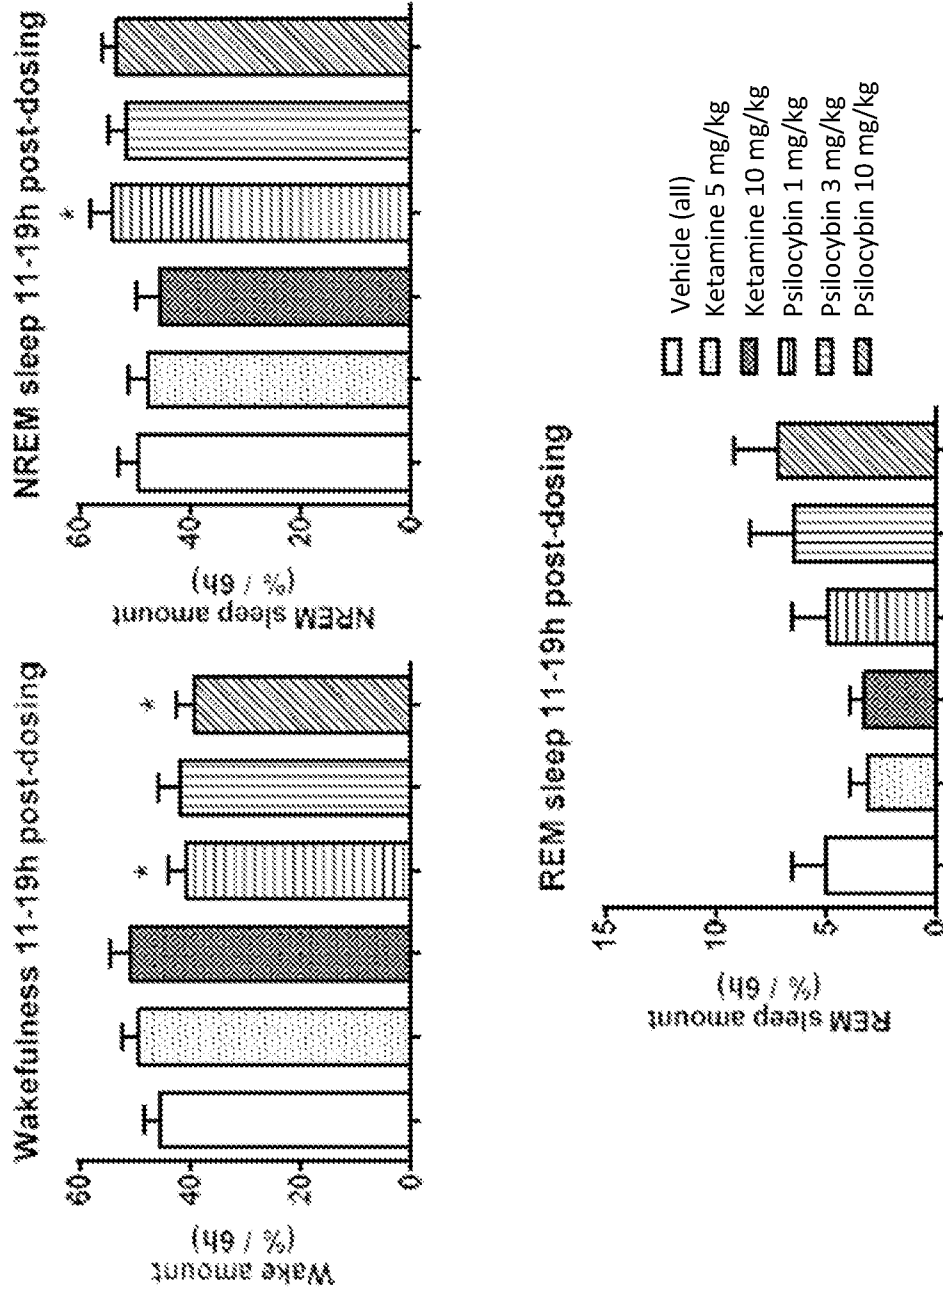 Wakefulness 11-19h post-dosing
Wake amount
(% / 6h)
60
40
20
0
*
*
NREM sleep 11-19h post-dosing
NREM sleep amount
(% / 6h)
60
40
20
0
*
REM sleep 11-19h post-dosing
REM sleep amount
(% / 6h)
15
10
5
0
Vehicle (all)
Ketamine 5 mg/kg
Ketamine 10 mg/kg
Psilocybin 1 mg/kg
Psilocybin 3 mg/kg
Psilocybin 10 mg/kg